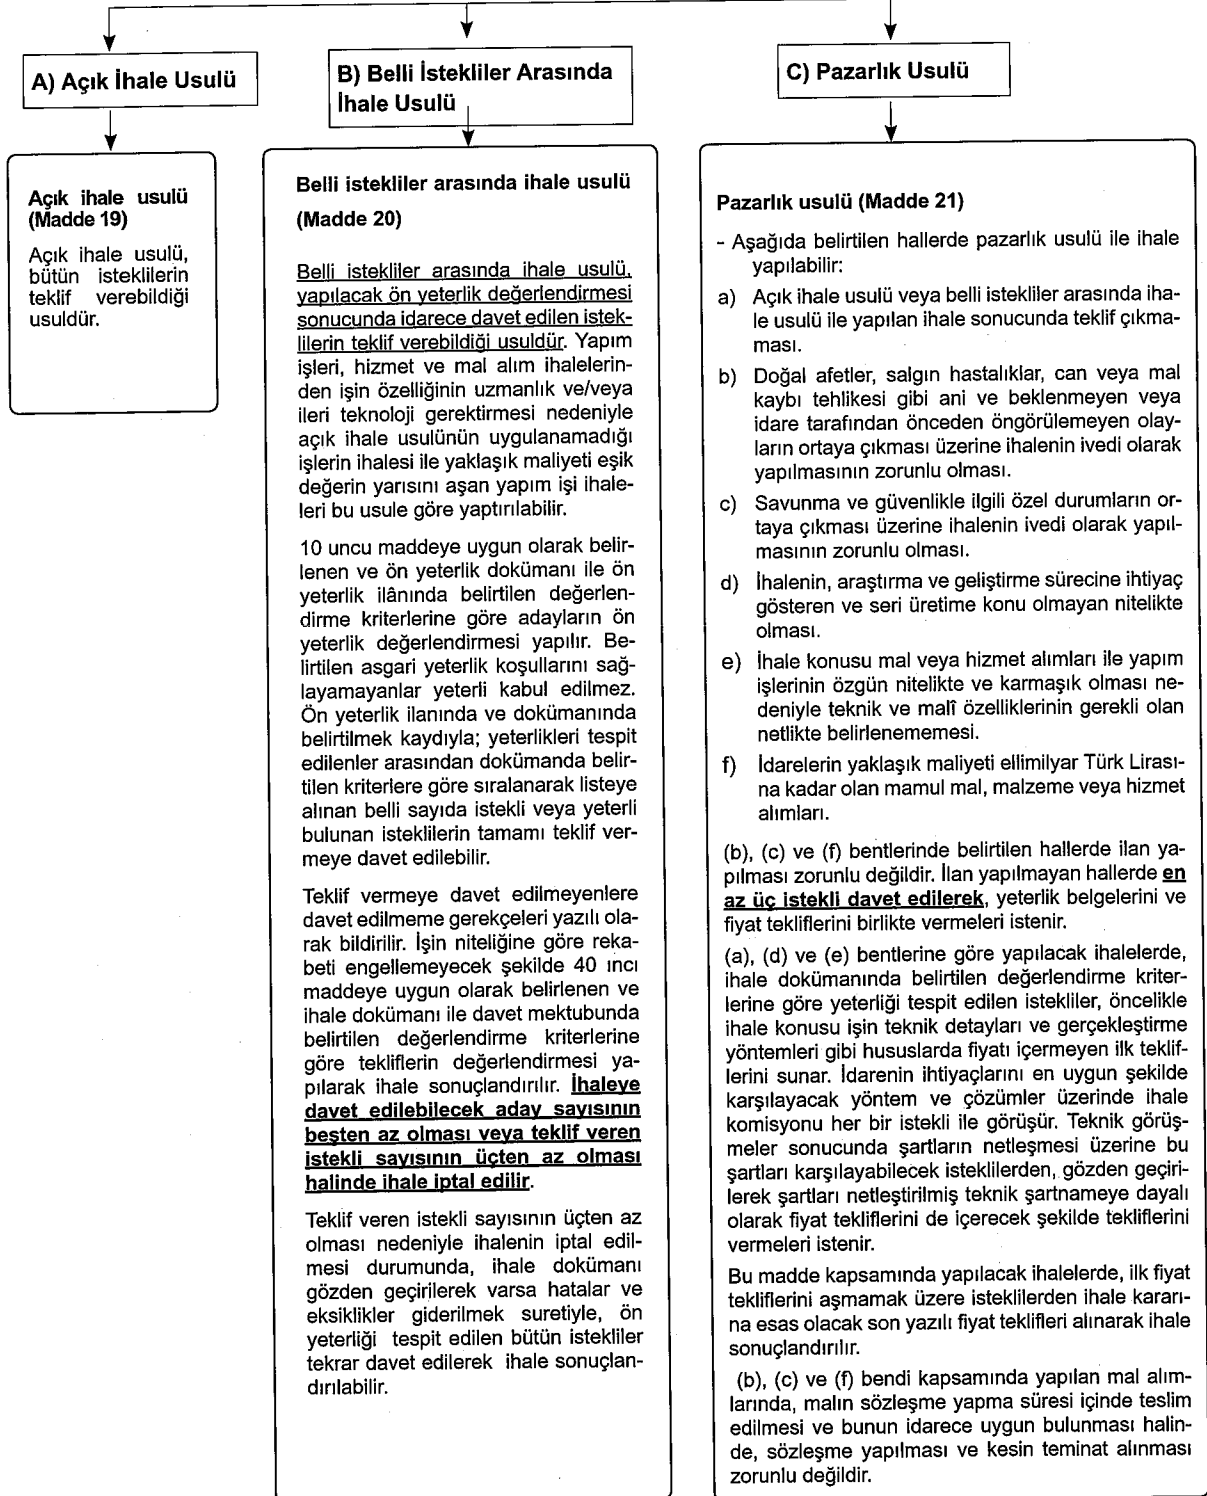 A) Açık İhale Usulü
B) Belli İstekliler Arasında
İhale Usulü
C) Pazarlık Usulü
Açık ihale usulü
(Madde 19)
Açık ihale usulü,
bütün isteklilerin
teklif verebildiği
usuldür.
Belli istekliler arasında ihale usulü
(Madde 20)
Belli istekliler arasında ihale usulü,
yapılacak ön yeterlik değerlendirmesi
sonucunda idarece davet edilen istek-
lilerin teklif verebildiği usuldür. Yapım
işleri, hizmet ve mal alım ihalelerin-
den işin özelliğinin uzmanlık ve/veya
ileri teknoloji gerektirmesi nedeniyle
açık ihale usulünün uygulanamadığı
işlerin ihalesi ile yaklaşık maliyeti eşik
değerin yarısını aşan yapım işi ihale-
leri bu usule göre yaptırılabilir.
10 uncu maddeye uygun olarak belir-
lenen ve ön yeterlik dokümanı ile ön
yeterlik ilânında belirtilen değerlen-
dirme kriterlerine göre adayların ön
yeterlik değerlendirmesi yapılır. Be-
lirtilen asgari yeterlik koşullarını sağ-
layamayanlar yeterli kabul edilmez.
Ön yeterlik ilanında ve dokümanında
belirtilmek kaydıyla; yeterlikleri tespit
edilenler arasından dokümanda belir-
tilen kriterlere göre sıralanarak listeye
alınan belli sayıda istekli veya yeterli
bulunan isteklilerin tamamı teklif ver-
meye davet edilebilir.
Teklif vermeye davet edilmeyenlere
davet edilmeme gerekçeleri yazılı ola-
rak bildirilir. İşin niteliğine göre reka-
beti engellemeyecek şekilde 40 ıncı
maddeye uygun olarak belirlenen ve
ihale dokümanı ile davet mektubunda
belirtilen değerlendirme kriterlerine
göre tekliflerin değerlendirmesi ya-
pılarak ihale sonuçlandırılır. İhaleye
davet edilebilecek aday sayısının
beşten az olması veya teklif veren
istekli sayısının üçten az olması
halinde ihale iptal edilir.
Teklif veren istekli sayısının üçten az
olması nedeniyle ihalenin iptal edil-
mesi durumunda, ihale dokümanı
gözden geçirilerek varsa hatalar ve
eksiklikler giderilmek suretiyle, ön
yeterliği tespit edilen bütün istekliler
tekrar davet edilerek ihale sonuçlan-
dırılabilir.
Pazarlık usulü (Madde 21)
- Aşağıda belirtilen hallerde pazarlık usulü ile ihale
yapılabilir:
a) Açık ihale usulü veya belli istekliler arasında iha-
le usulü ile yapılan ihale sonucunda teklif çıkma-
ması.
b) Doğal afetler, salgın hastalıklar, can veya mal
kaybı tehlikesi gibi ani ve beklenmeyen veya
idare tarafından önceden öngörülemeyen olay-
ların ortaya çıkması üzerine ihalenin ivedi olarak
yapılmasının zorunlu olması.
c) Savunma ve güvenlikle ilgili özel durumların or-
taya çıkması üzerine ihalenin ivedi olarak yapıl-
masının zorunlu olması.
d) İhalenin, araştırma ve geliştirme sürecine ihtiyaç
gösteren ve seri üretime konu olmayan nitelikte
olması.
e) İhale konusu mal veya hizmet alımları ile yapım
işlerinin özgün nitelikte ve karmaşık olması ne-
deniyle teknik ve malî özelliklerinin gerekli olan
netlikte belirlenememesi.
f) İdarelerin yaklaşık maliyeti ellimilyar Türk Lirası-
na kadar olan mamul mal, malzeme veya hizmet
alımları.
(b), (c) ve (f) bentlerinde belirtilen hallerde ilan ya-
pılması zorunlu değildir. İlan yapılmayan hallerde en
az üç istekli davet edilerek, yeterlik belgelerini ve
fiyat tekliflerini birlikte vermeleri istenir.
(a), (d) ve (e) bentlerine göre yapılacak ihalelerde,
ihale dokümanında belirtilen değerlendirme kriter-
lerine göre yeterliği tespit edilen istekliler, öncelikle
ihale konusu işin teknik detayları ve gerçekleştirme
yöntemleri gibi hususlarda fiyatı içermeyen ilk teklif-
lerini sunar. İdarenin ihtiyaçlarını en uygun şekilde
karşılayacak yöntem ve çözümler üzerinde ihale
komisyonu her bir istekli ile görüşür. Teknik görüş-
meler sonucunda şartların netleşmesi üzerine bu
şartları karşılayabilecek isteklilerden, gözden geçiri-
lerek şartları netleştirilmiş teknik şartnameye dayalı
olarak fiyat tekliflerini de içerecek şekilde tekliflerini
vermeleri istenir.
Bu madde kapsamında yapılacak ihalelerde, ilk fiyat
tekliflerini aşmamak üzere isteklilerden ihale kararı-
na esas olacak son yazılı fiyat teklifleri alınarak ihale
sonuçlandırılır.
(b), (c) ve (f) bendi kapsamında yapılan mal alım-
larında, malın sözleşme yapma süresi içinde teslim
edilmesi ve bunun idarece uygun bulunması halin-
de, sözleşme yapılması ve kesin teminat alınması
zorunlu değildir.